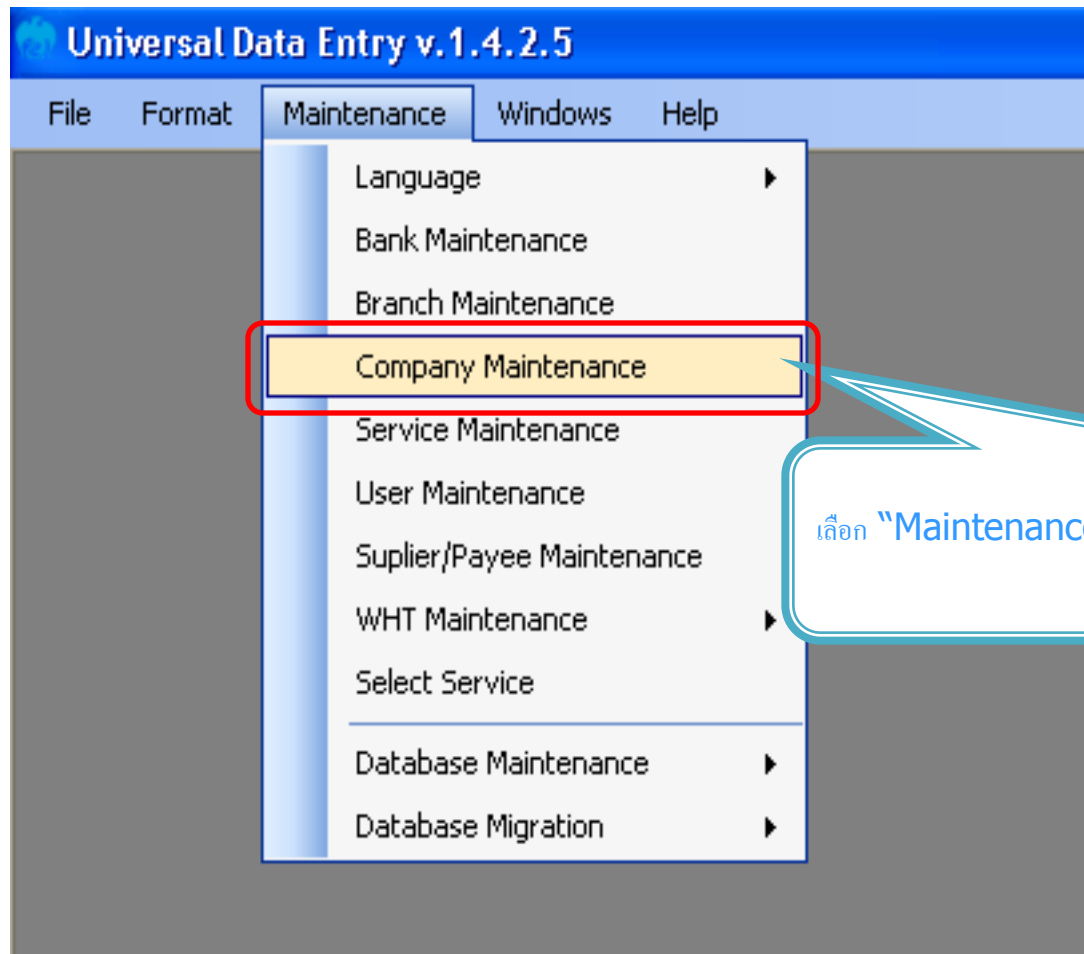 Universal Data Entry v.1.4.2.5
File Format Maintenance Windows Help
Language
Bank Maintenance
Branch Maintenance
Company Maintenance
Service Maintenance
User Maintenance
เลือก “Maintenanc
Suplier/Payee Maintenance
WHT Maintenance
Select Service
Database Maintenance
Database Migration